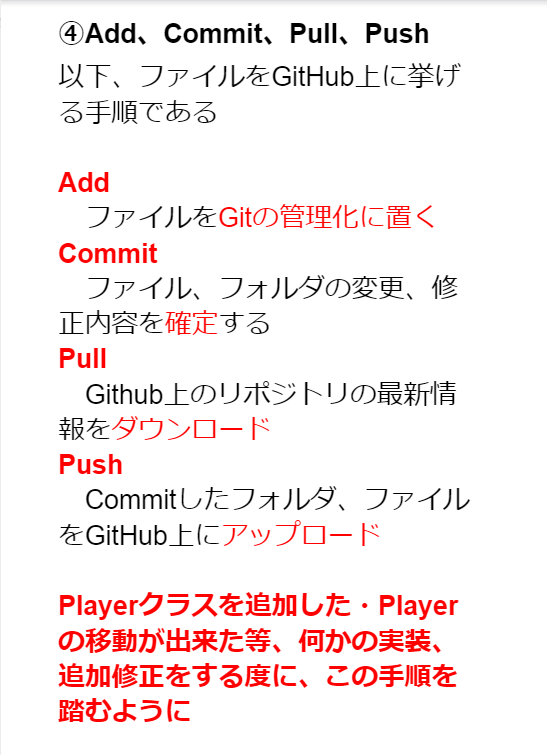 ④Add、Commit、Pull、Push
以下、ファイルをGitHub上に挙げ
る手順である
Add
　ファイルをGitの管理化に置く
Commit
　ファイル、フォルダの変更、修
正内容を確定する
Pull
　Github上のリポジトリの最新情
報をダウンロード
Push
　Commitしたフォルダ、ファイル
をGitHub上にアップロード
Playerクラスを追加した・Player
の移動が出来た等、何かの実装、
追加修正をする度に、この手順を
踏むように